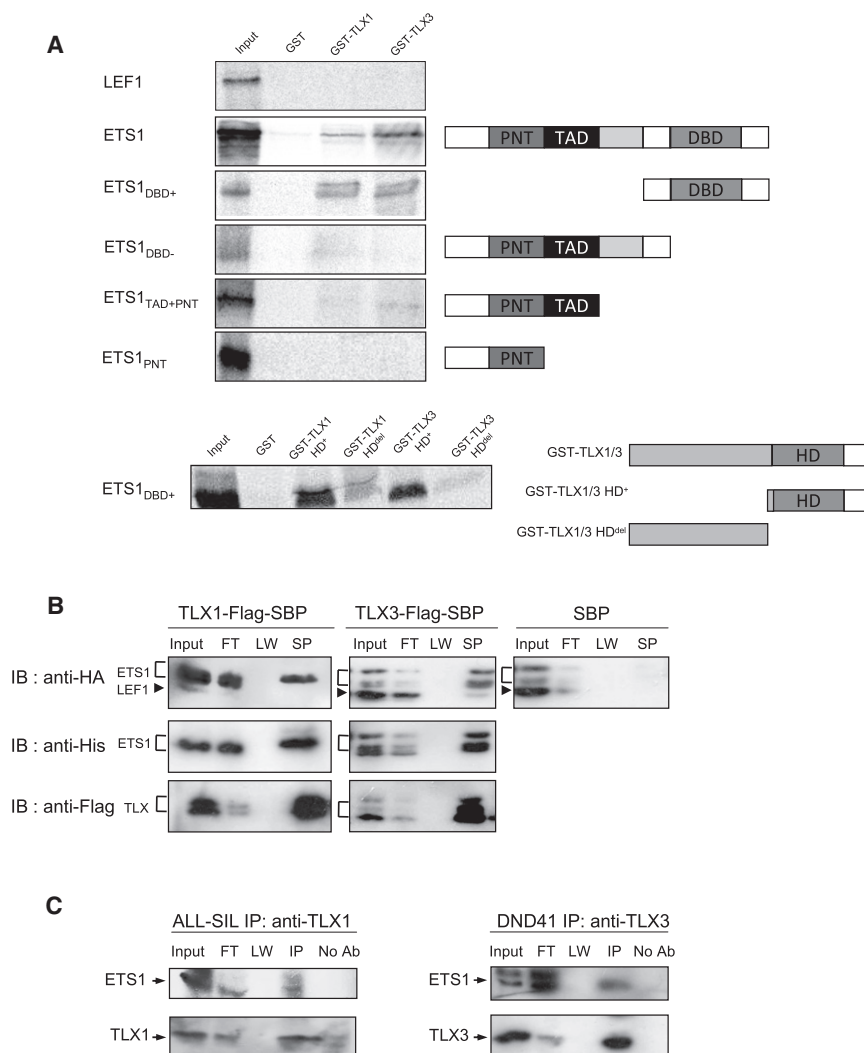 A
Input GST GST-TLX1 GST-TLX3
LEF1
ETS1 PNT TAD DBD
ETS1DBD+ DBD
ETS1DBD- PNT TAD
ETS1TAD+PNT PNT TAD
ETS1PNT PNT
Input GST GST-TLX1 HD+ GST-TLX1 HDdel GST-TLX3 HD+ GST-TLX3 HDdel
ETS1DBD+
GST-TLX1/3 HD
GST-TLX1/3 HD+ HD
GST-TLX1/3 HDdel
B
TLX1-Flag-SBP TLX3-Flag-SBP SBP
Input FT LW SP Input FT LW SP Input FT LW SP
IB : anti-HA ETS1
LEF1
IB : anti-His ETS1
IB : anti-Flag TLX
C
ALL-SIL IP: anti-TLX1 DND41 IP: anti-TLX3
Input FT LW IP No Ab Input FT LW IP No Ab
ETS1 ETS1
TLX1 TLX3